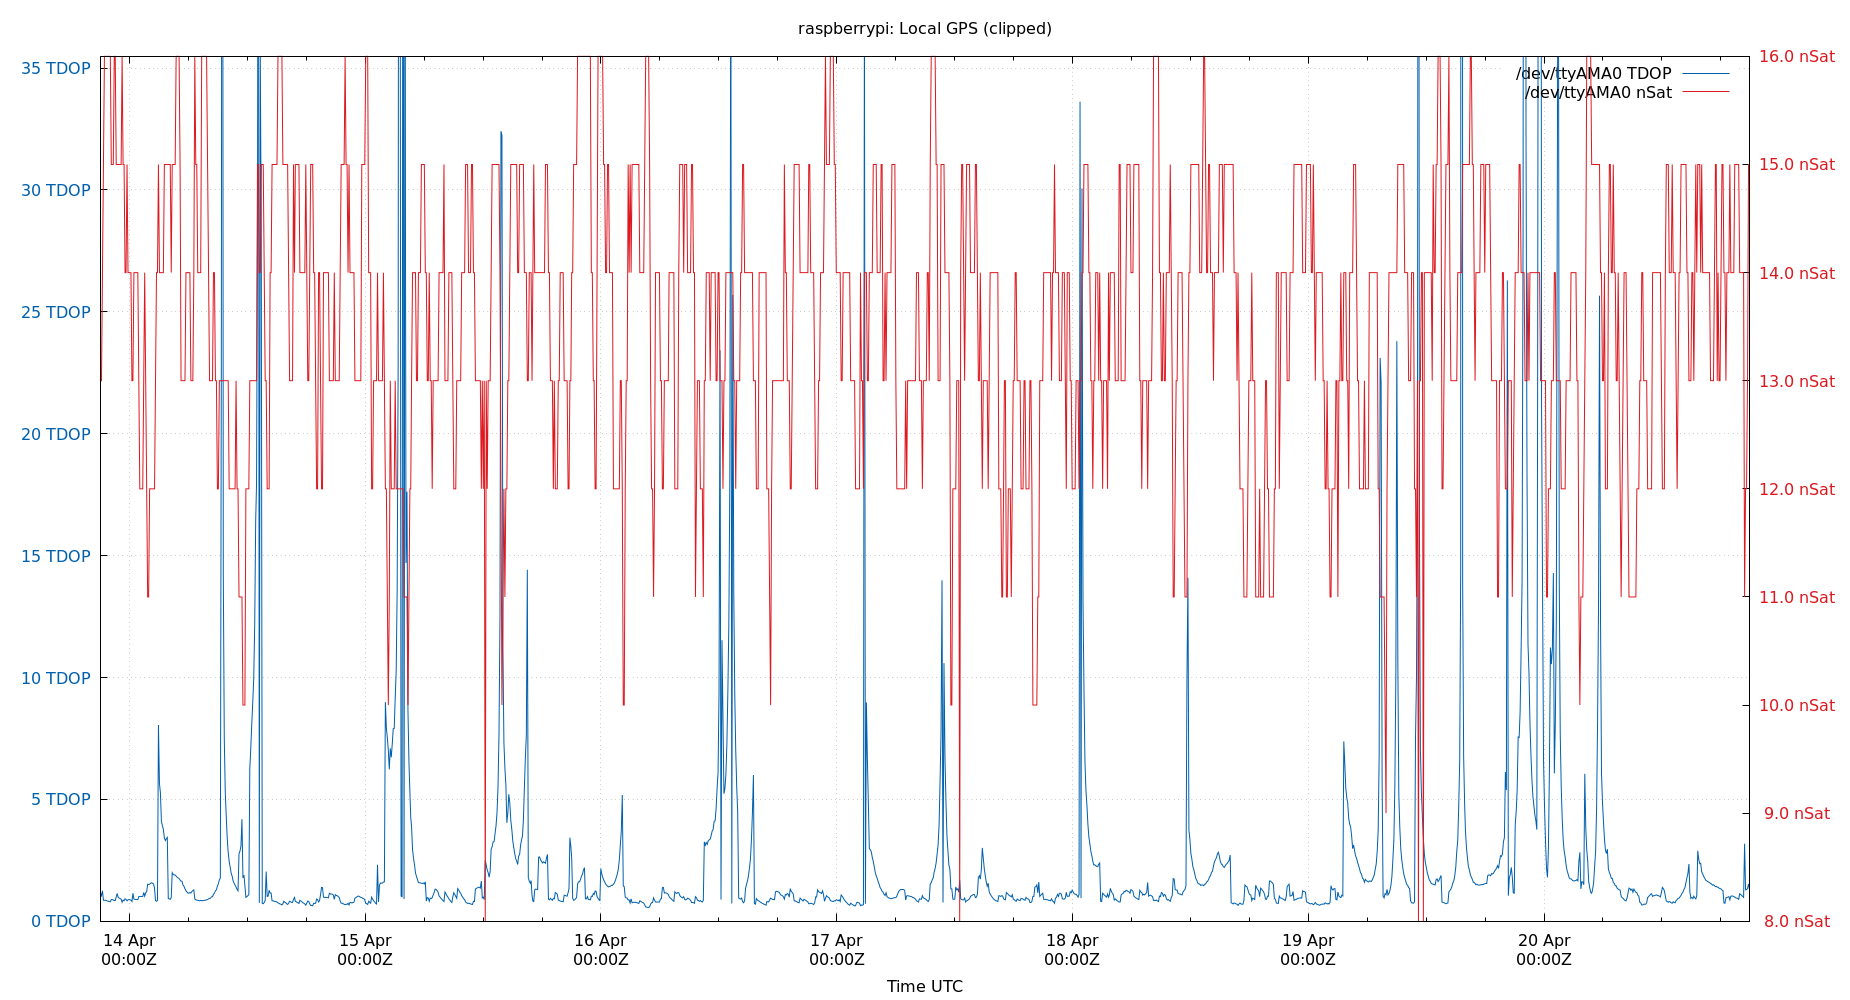 raspberrypi: Local GPS (clipped)
/dev/ttyAMA0 TDOP
/dev/ttyAMA0 nSat
35 TDOP
30 TDOP
25 TDOP
20 TDOP
15 TDOP
10 TDOP
5 TDOP
0 TDOP
16.0 nSat
15.0 nSat
14.0 nSat
13.0 nSat
12.0 nSat
11.0 nSat
10.0 nSat
9.0 nSat
8.0 nSat
14 Apr
00:00Z
15 Apr
00:00Z
16 Apr
00:00Z
17 Apr
00:00Z
18 Apr
00:00Z
19 Apr
00:00Z
20 Apr
00:00Z
Time UTC